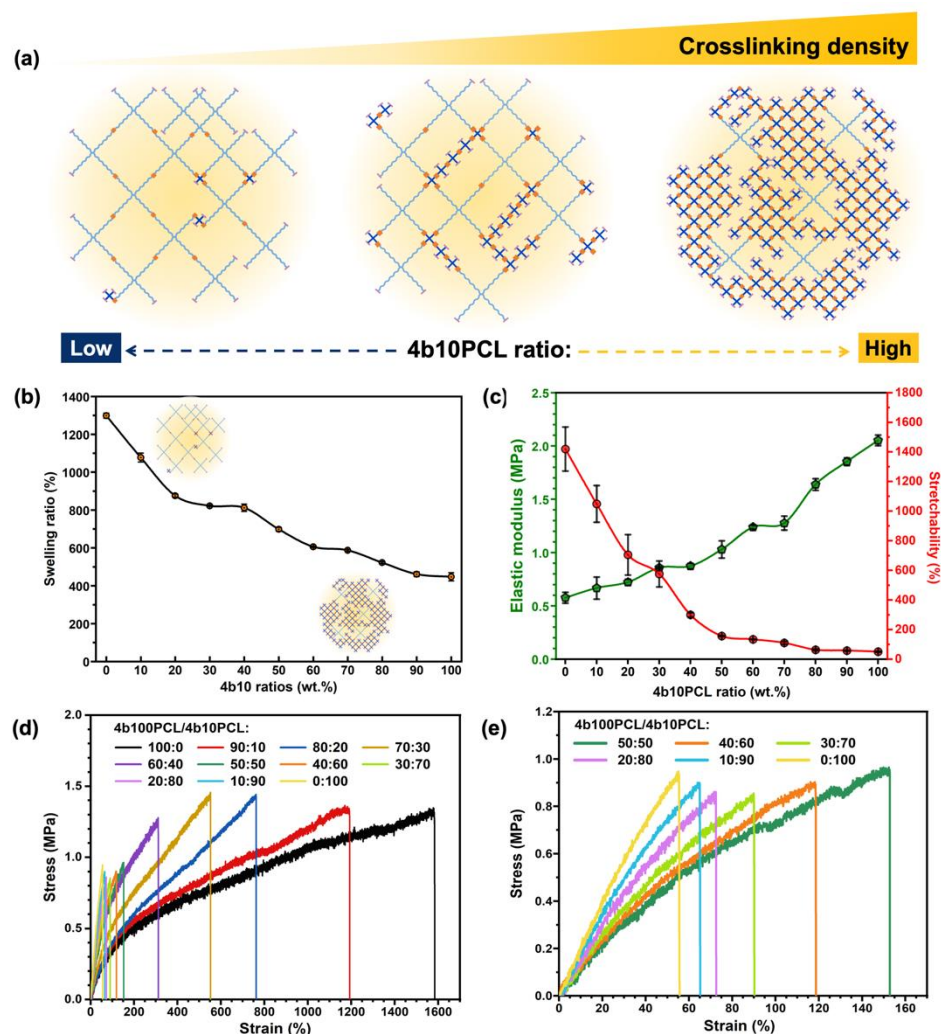 (a)
Crosslinking density
Low
4b10PCL ratio:
High
(b)
1400
1200
1000
800
600
400
200
0
Swelling ratio (%)
0 10 20 30 40 50 60 70 80 90 100
4b10 ratios (wt.%)
(c)
2.5
2.0
1.5
1.0
0.5
0.0
Elastic modulus (MPa)
1800
1600
1400
1200
1000
800
600
400
200
0
Stretchability (%)
0 10 20 30 40 50 60 70 80 90 100
4b10PCL ratio (wt.%)
(d)
4b100PCL/4b10PCL:
100:0 90:10 80:20 70:30
60:40 50:50 40:60 30:70
20:80 10:90 0:100
2.0
1.5
1.0
0.5
0.0
Stress (MPa)
0 200 400 600 800 1000 1200 1400 1600
Strain (%)
(e)
4b100PCL/4b10PCL:
50:50 40:60 30:70
20:80 10:90 0:100
1.2
1.0
0.8
0.6
0.4
0.2
0.0
Stress (MPa)
0 20 40 60 80 100 120 140 160
Strain (%)